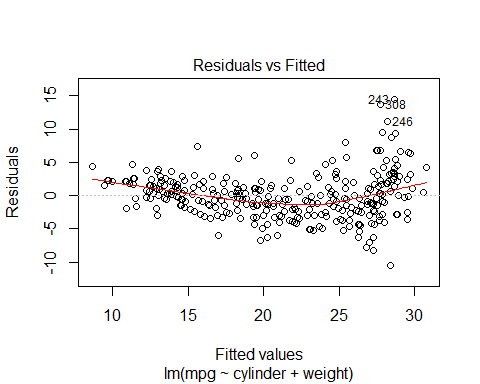 Residuals vs Fitted
Residuals
15
10
5
0
-5
-10
243
308
246
10 15 20 25 30
Fitted values
lm(mpg ~ cylinder + weight)